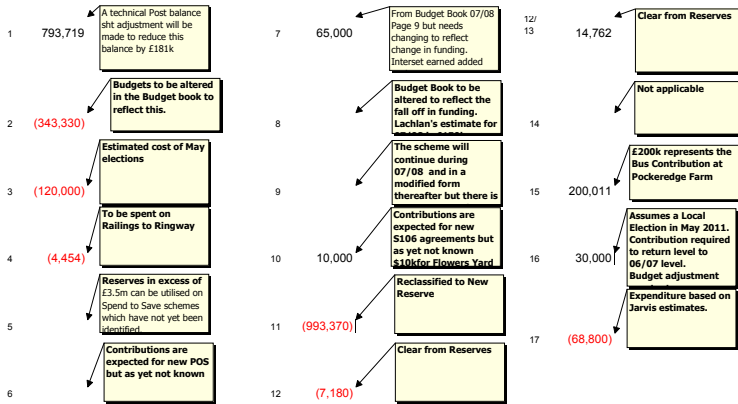 1 793,719
A technical Post balance
sht adjustment will be
made to reduce this
balance by £181k
2 (343,330)
Budgets to be altered
in the Budget book to
reflect this.
3 (120,000)
Estimated cost of May
elections
4 (4,454)
To be spent on
Railings to Ringway
5
Reserves in excess of
£3.5m can be utilised on
Spend to Save schemes
which have not yet been
identified.
6
Contributions are
expected for new POS
but as yet not known
7 65,000
From Budget Book 07/08
Page 9 but needs
changing to reflect
change in funding.
Interset earned added
8
Budget Book to be
altered to reflect the
fall off in funding.
Lachlan's estimate for
9
The scheme will
continue during
07/08 and in a
modified form
thereafter but there is
10 10,000
Contributions are
expected for new
S106 agreements but
as yet not known
$10kfor Flowers Yard
11 (993,370)
Reclassified to New
Reserve
12 (7,180)
Clear from Reserves
12/
13 14,762
Clear from Reserves
14
Not applicable
15 200,011
£200k represents the
Bus Contribution at
Pockeredge Farm
16 30,000
Assumes a Local
Election in May 2011.
Contribution required
to return level to
06/07 level.
Budget adjustment
17 (68,800)
Expenditure based on
Jarvis estimates.